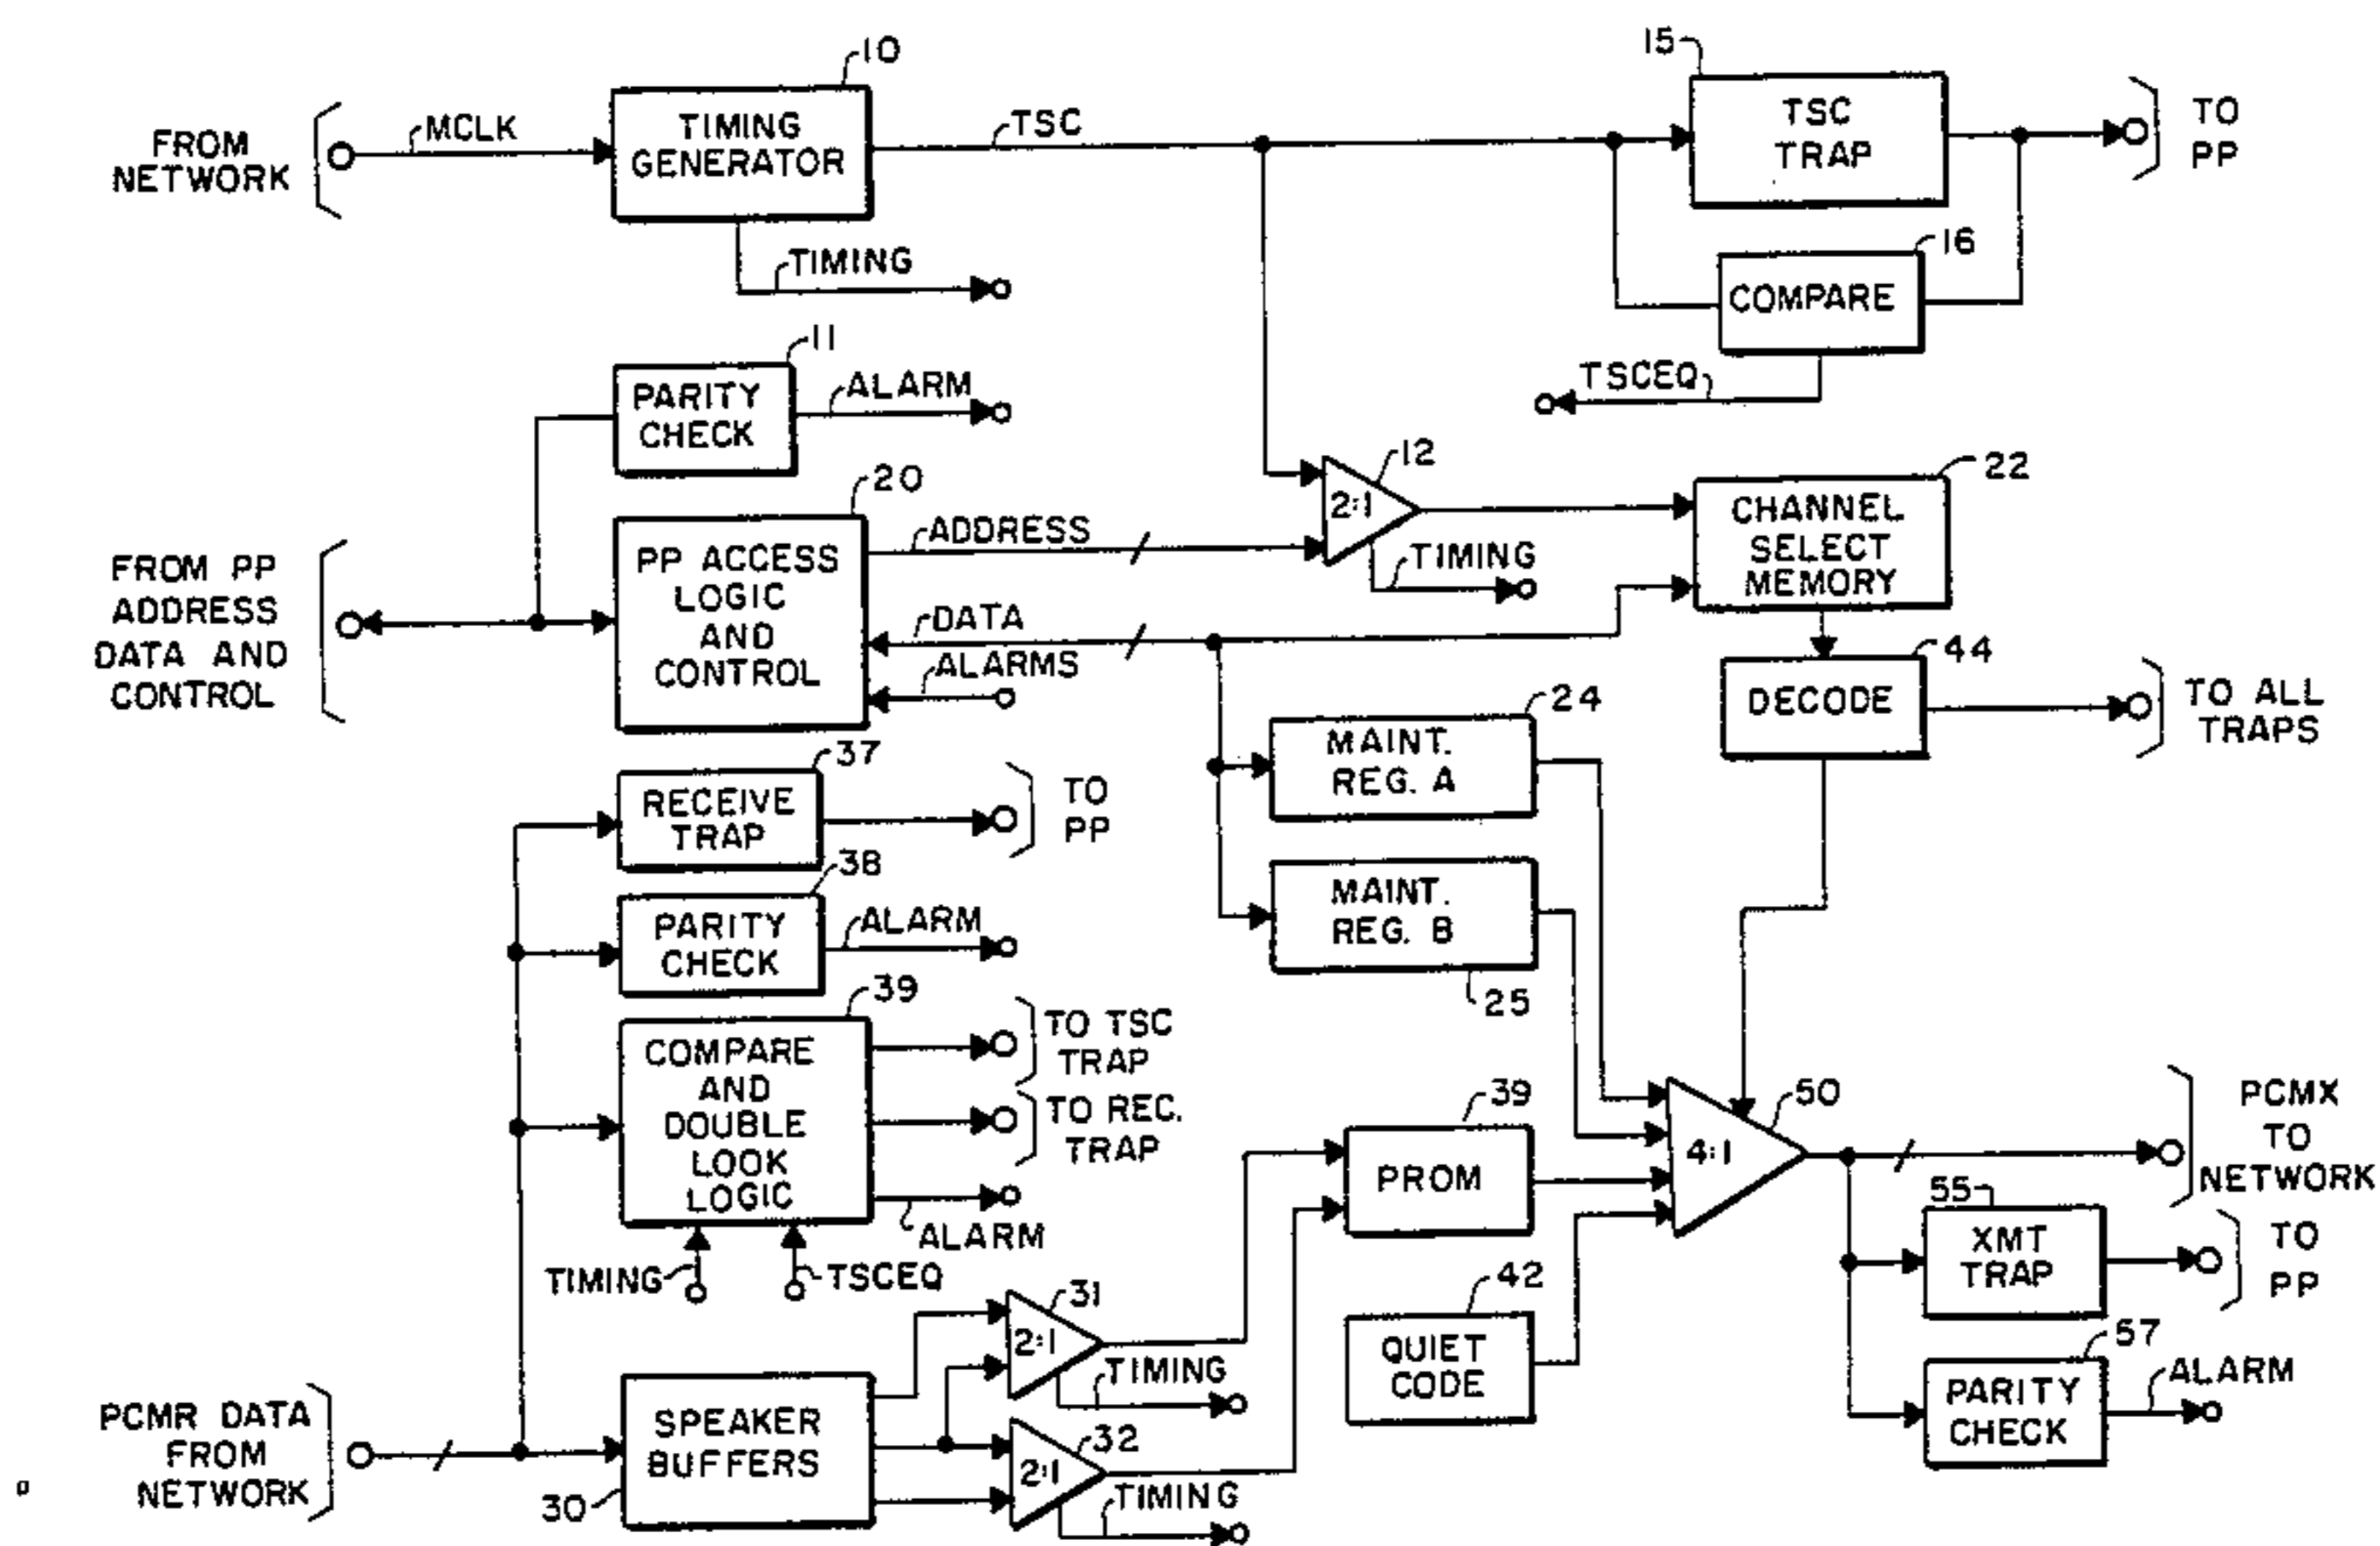 10
15
FROM
NETWORK
MCLK
TIMING
GENERATOR
TSC
TSC
TRAP
TO
PP
TIMING
16
COMPARE
TSCEQ
11
PARITY
CHECK
ALARM
20
12
2:1
22
CHANNEL
SELECT
MEMORY
FROM PP
ADDRESS
DATA AND
CONTROL
PP ACCESS
LOGIC
AND
CONTROL
ADDRESS
TIMING
DATA
ALARMS
44
DECODE
TO ALL
TRAPS
24
MAINT.
REG. A
37
RECEIVE
TRAP
TO
PP
38
PARITY
CHECK
ALARM
MAINT.
REG. B
25
39
COMPARE
AND
DOUBLE
LOOK
LOGIC
TO TSC
TRAP
TO REC.
TRAP
ALARM
TIMING
TSCEQ
39
PROM
50
4:1
PCMX
TO
NETWORK
55
XMT
TRAP
TO
PP
42
QUIET
CODE
57
PARITY
CHECK
ALARM
31
2:1
TIMING
PCMR DATA
FROM
NETWORK
SPEAKER
BUFFERS
30
32
2:1
TIMING